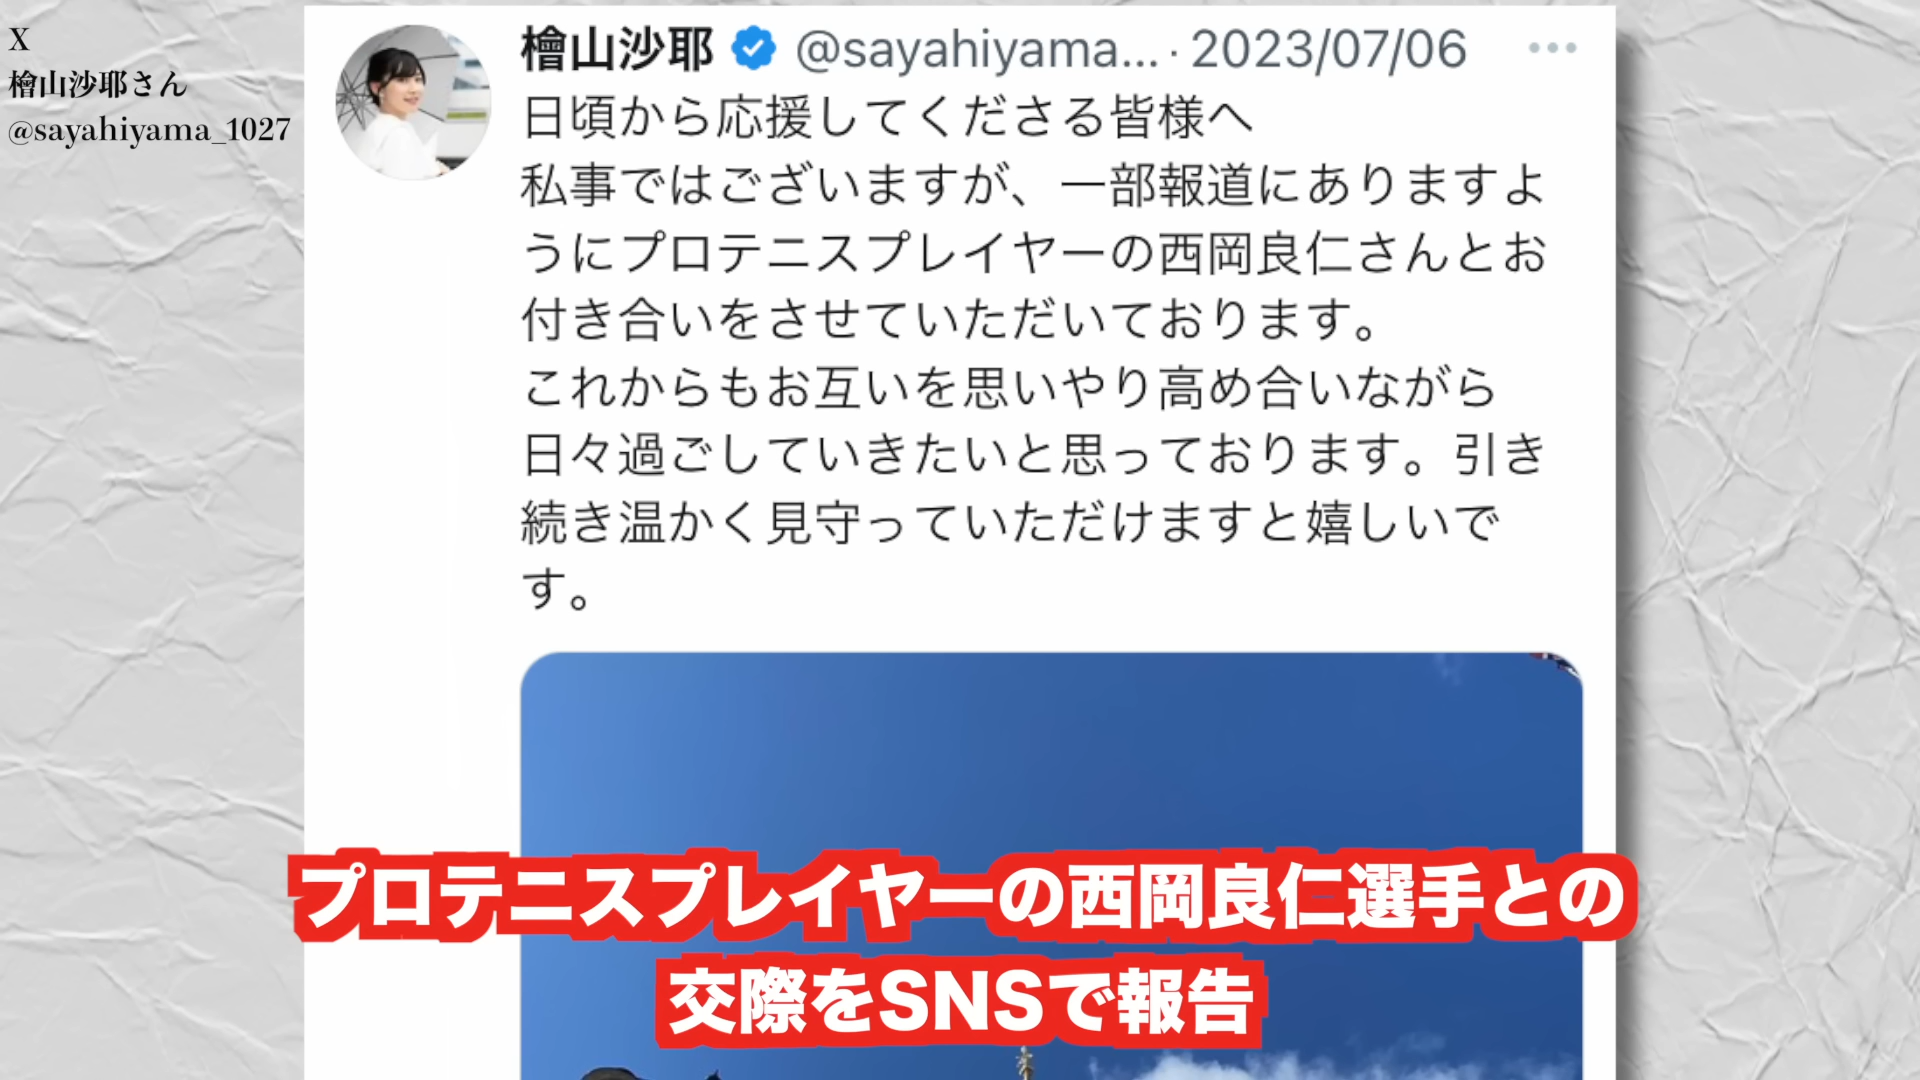 X
檜山沙耶さん
@sayahiyama_1027
檜山沙耶 @sayahiyama... · 2023/07/06
日頃から応援してくださる皆様へ
私事ではございますが、一部報道にありますよ
うにプロテニスプレイヤーの西岡良仁さんとお
付き合いをさせていただいております。
これからもお互いを思いやり高め合いながら
日々過ごしていきたいと思っております。引き
続き温かく見守っていただけますと嬉しいで
す。
プロテニスプレイヤーの西岡良仁選手との
交際をSNSで報告